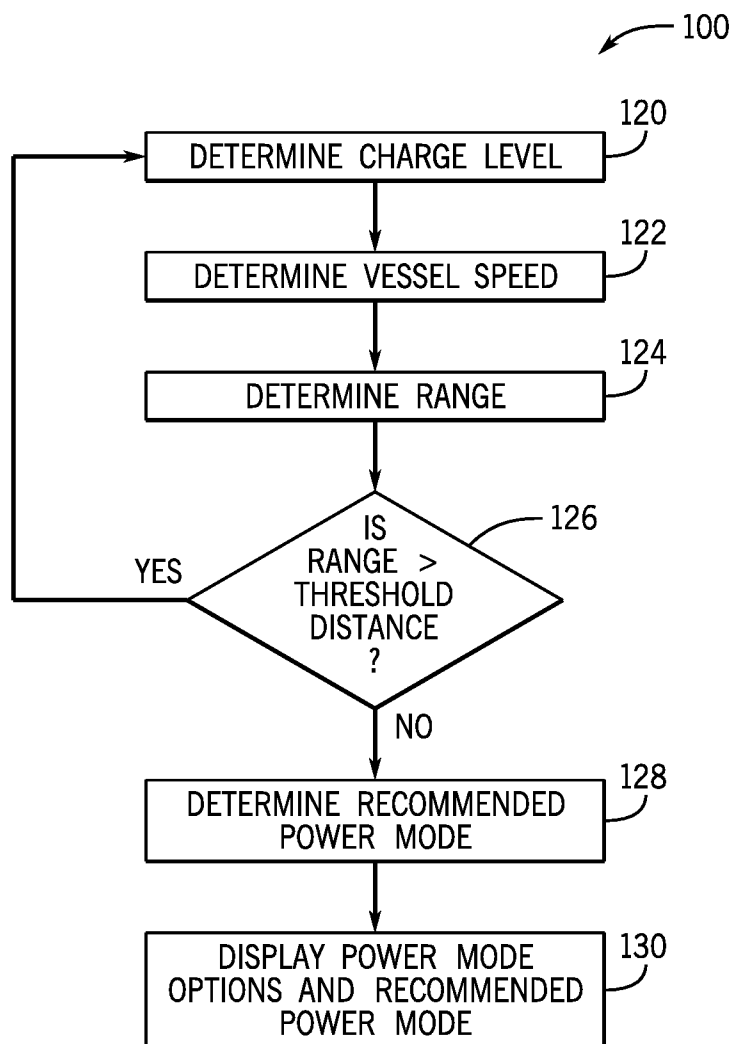 100
120
DETERMINE CHARGE LEVEL
122
DETERMINE VESSEL SPEED
124
DETERMINE RANGE
126
IS
RANGE >
THRESHOLD
DISTANCE
?
YES
NO
128
DETERMINE RECOMMENDED
POWER MODE
130
DISPLAY POWER MODE
OPTIONS AND RECOMMENDED
POWER MODE